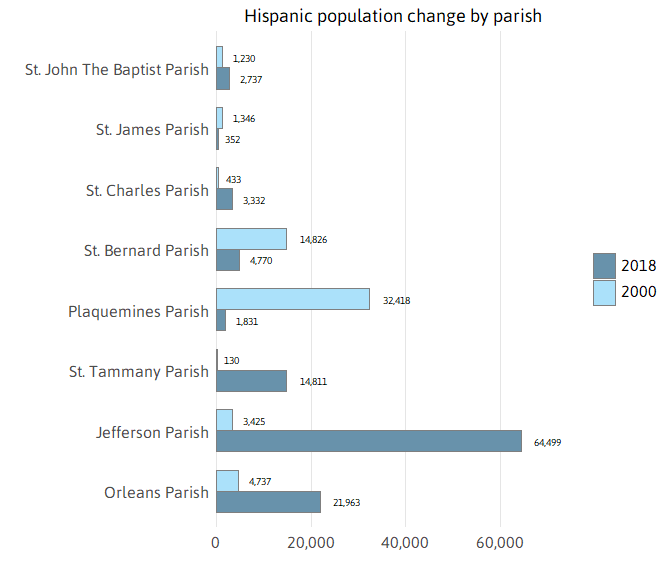 Hispanic population change by parish
St. John The Baptist Parish
1,230
2,737
St. James Parish
1,346
352
St. Charles Parish
433
3,332
St. Bernard Parish
14,826
4,770
Plaquemines Parish
32,418
1,831
St. Tammany Parish
130
14,811
Jefferson Parish
3,425
64,499
Orleans Parish
4,737
21,963
0 20,000 40,000 60,000
2018
2000